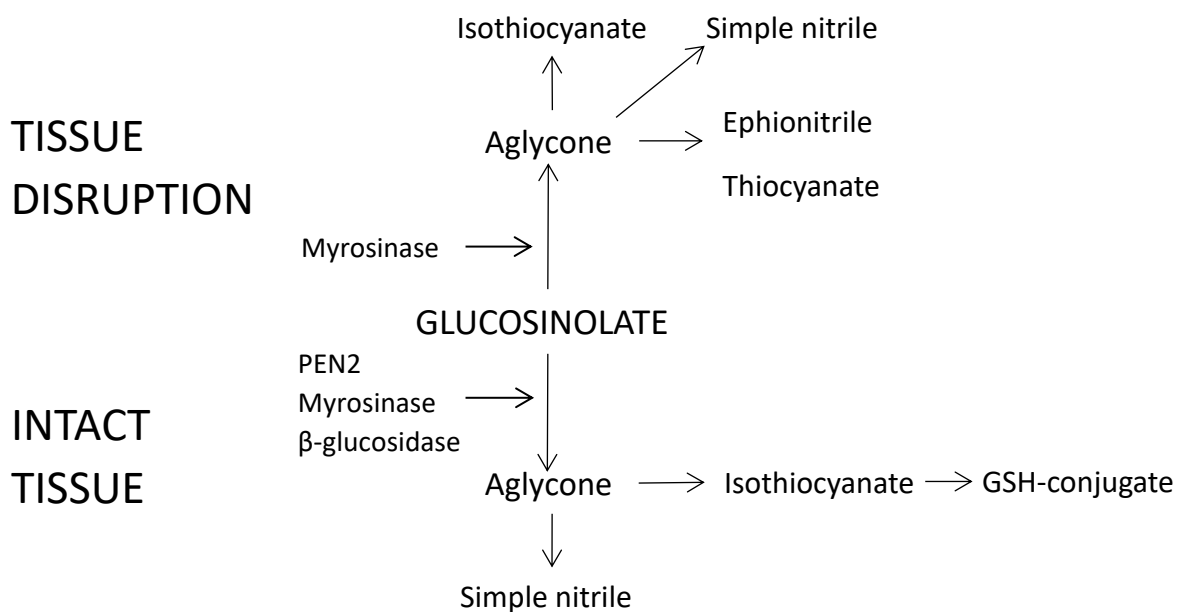 Isothiocyanate
Simple nitrile
TISSUE
DISRUPTION
Aglycone
Ephionitrile
Thiocyanate
Myrosinase
GLUCOSINOLATE
PEN2
Myrosinase
β-glucosidase
INTACT
TISSUE
Aglycone
Isothiocyanate
GSH-conjugate
Simple nitrile